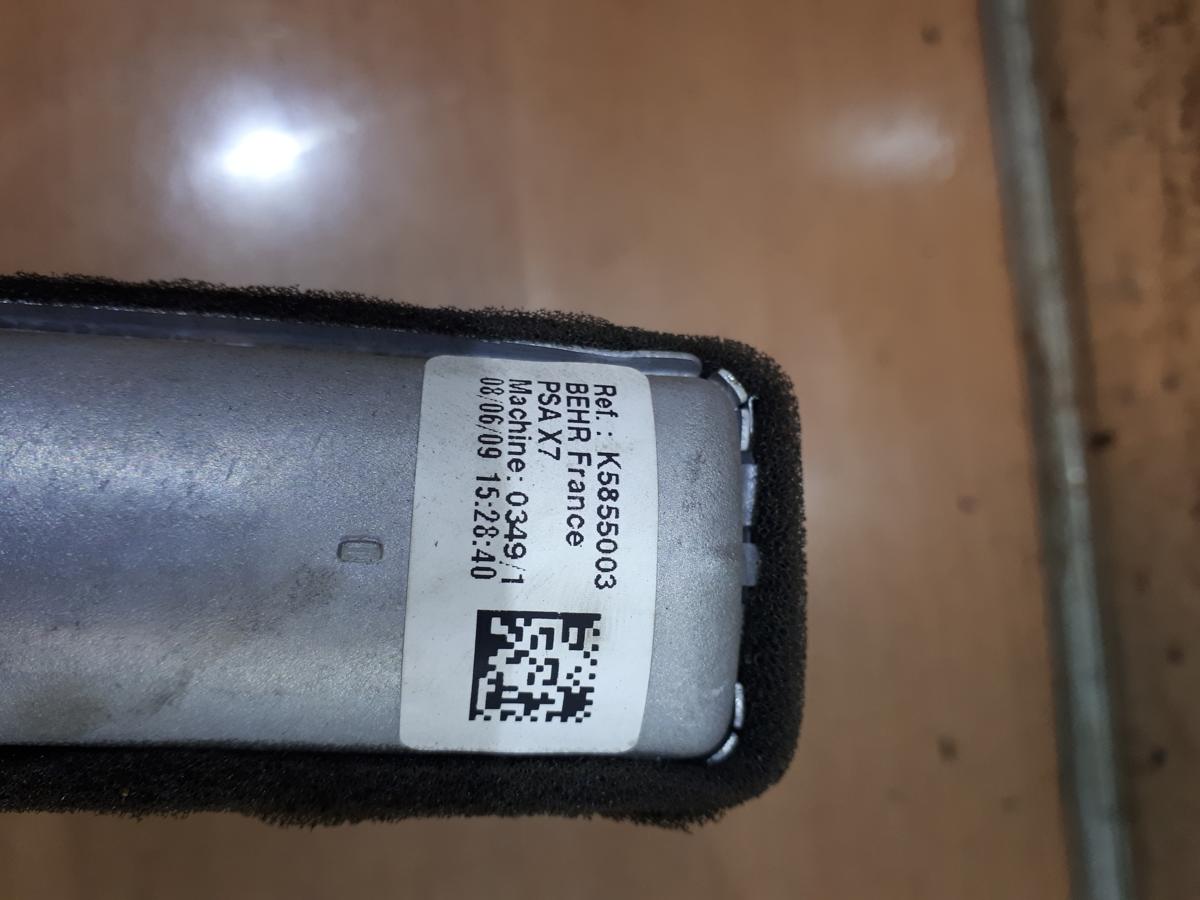 Ref. : K5855003
BEHR France
PSA X7
Machine: 0349/1
08/06/09 15:28:40